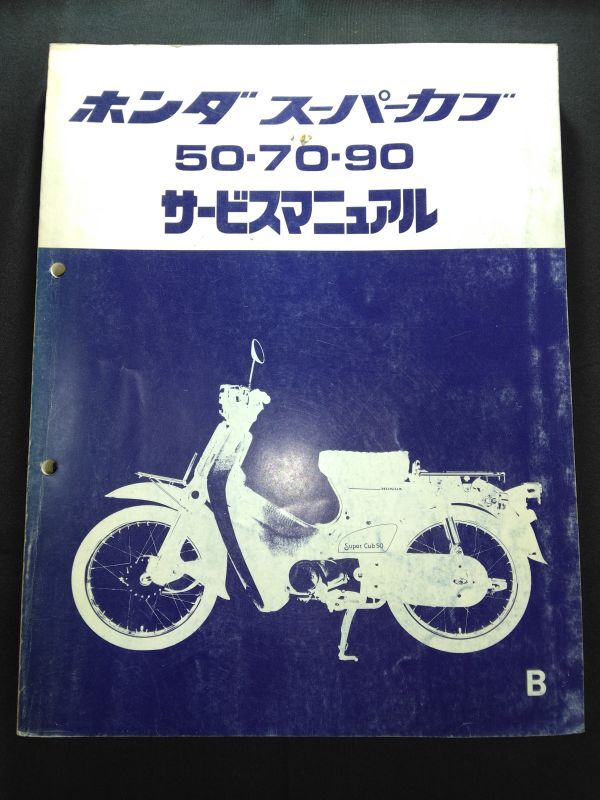 ホンダ スーパーカブ
50・70・90
サービスマニュアル
HONDA
Super Cub 50
B